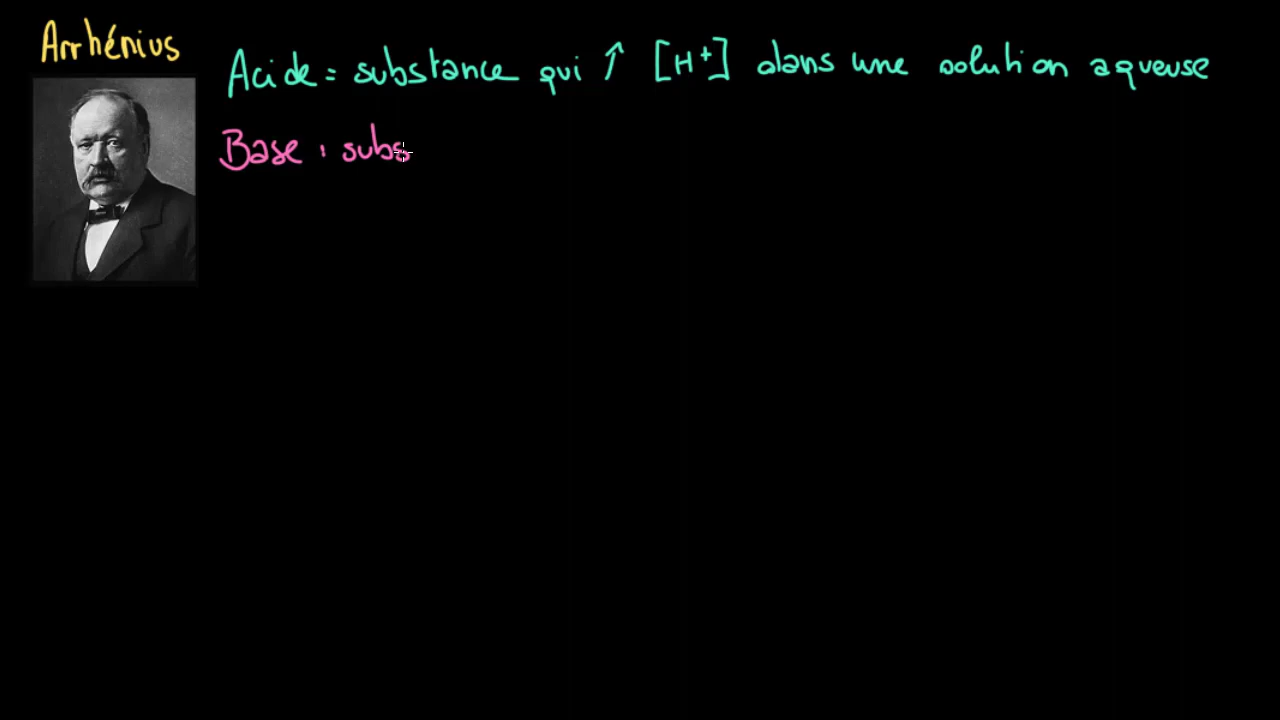 Arrhénius
Acide = substance qui ↑ [H⁺] dans une solution aqueuse
Base : subs